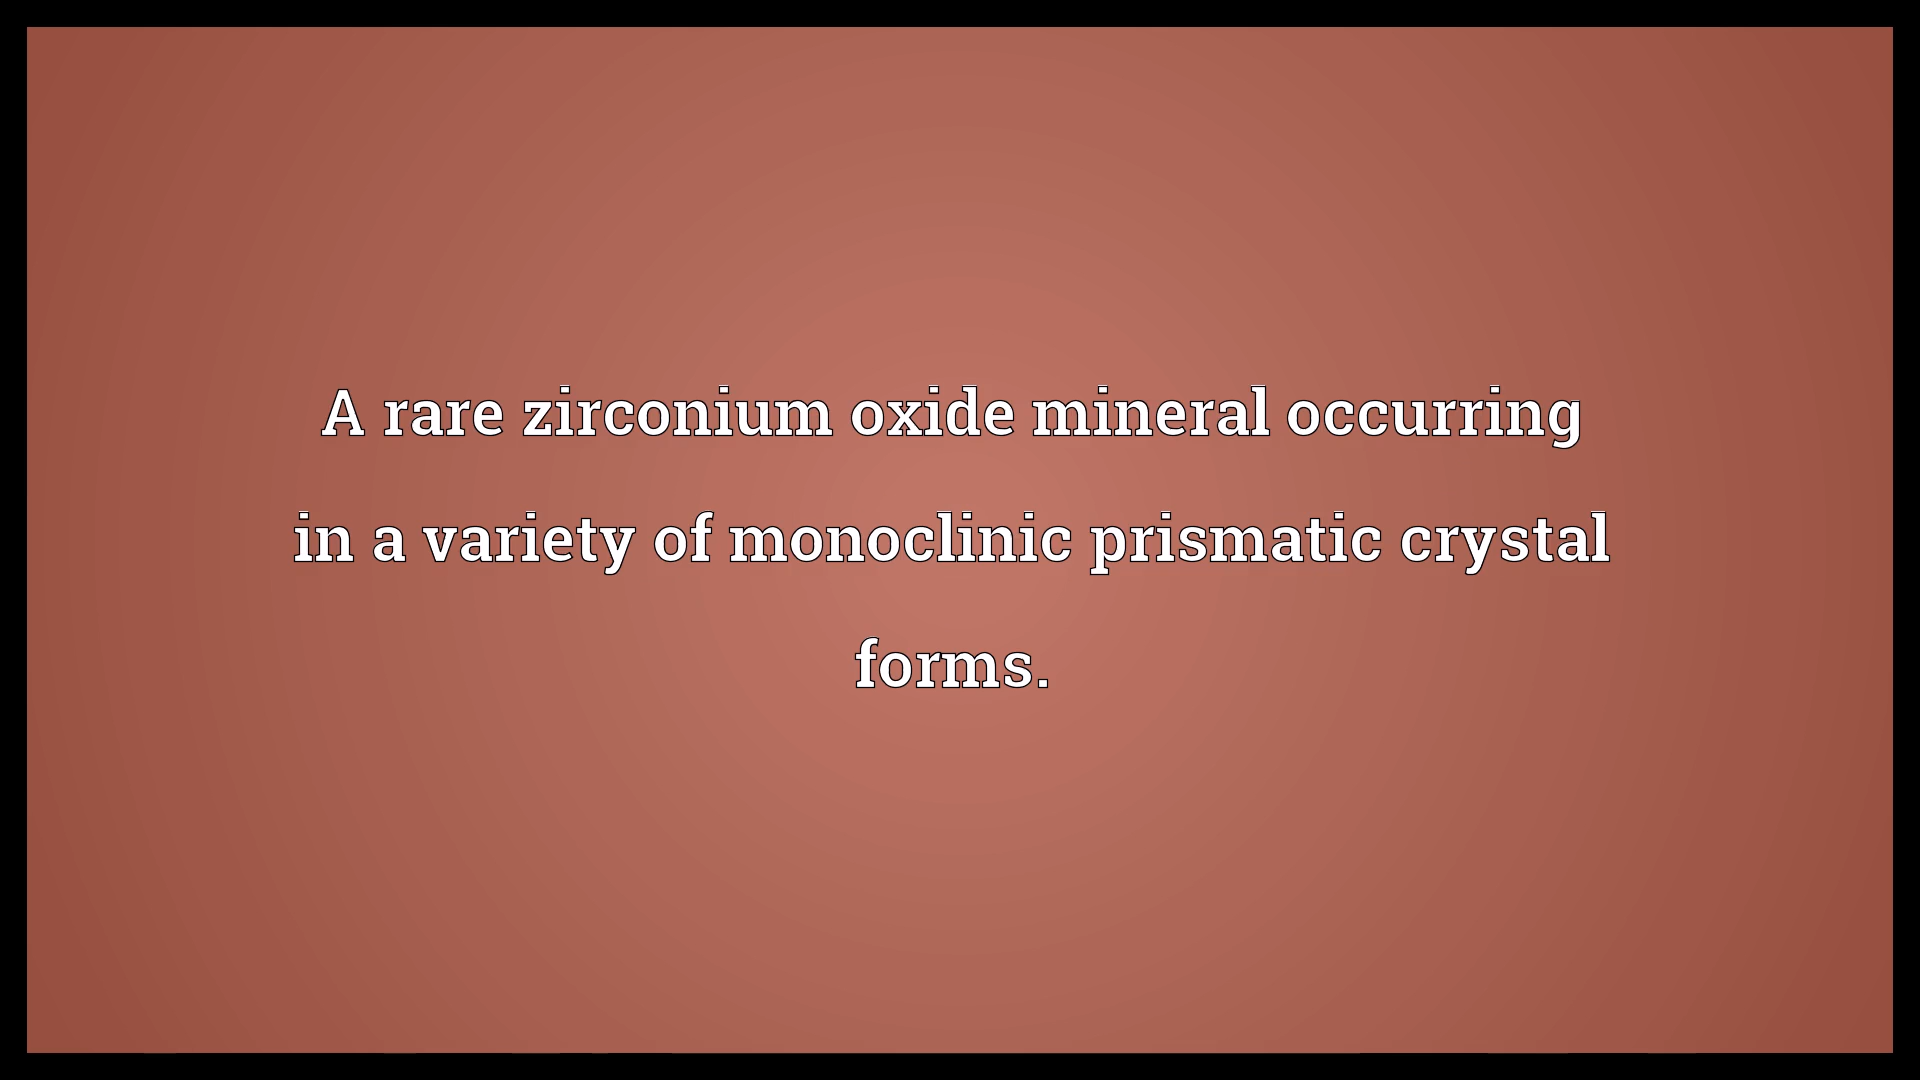 A rare zirconium oxide mineral occurring
in a variety of monoclinic prismatic crystal
forms.